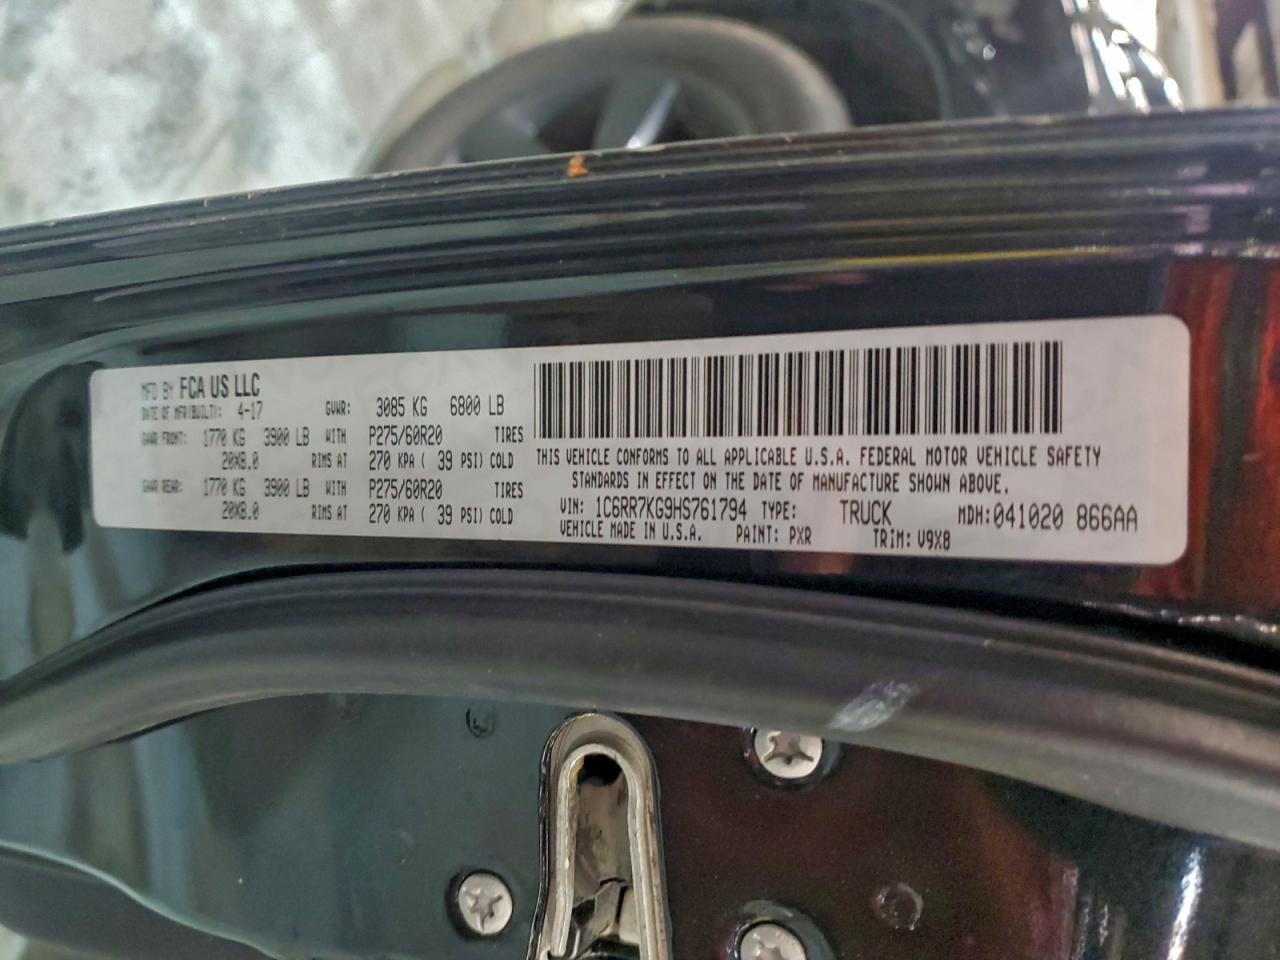 MFD BY FCA US LLC
DATE OF MFR(BUILT): 4-17 GVWR: 3085 KG 6800 LB
GAWR FRONT: 1770 KG 3900 LB WITH P275/60R20 TIRES
20X8.0 RIMS AT 270 KPA ( 39 PSI) COLD
GAWR REAR: 1770 KG 3900 LB WITH P275/60R20 TIRES
20X8.0 RIMS AT 270 KPA ( 39 PSI) COLD
THIS VEHICLE CONFORMS TO ALL APPLICABLE U.S.A. FEDERAL MOTOR VEHICLE SAFETY
STANDARDS IN EFFECT ON THE DATE OF MANUFACTURE SHOWN ABOVE.
VIN: 1C6RR7KG9HS761794 TYPE: TRUCK MDH:041020 866AA
VEHICLE MADE IN U.S.A. PAINT: PXR TRIM: V9X8